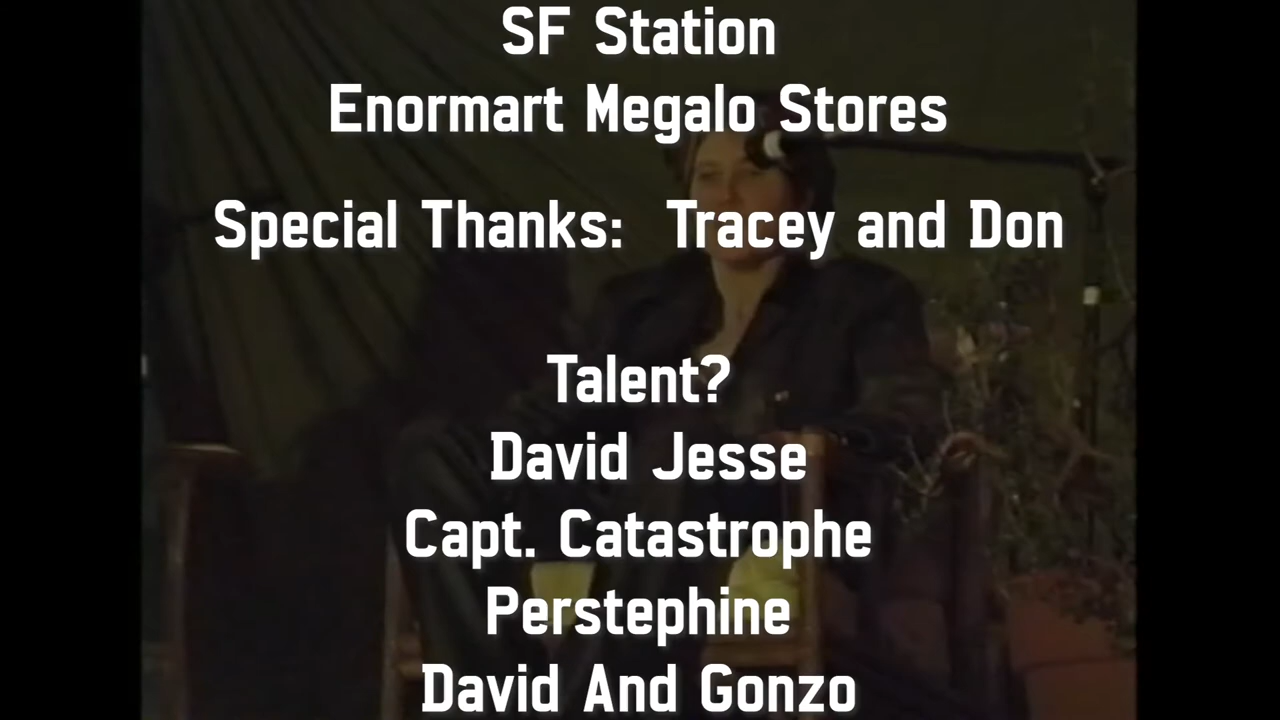 SF Station
Enormart Megalo Stores
Special Thanks: Tracey and Don
Talent?
David Jesse
Capt. Catastrophe
Perstephine
David And Gonzo